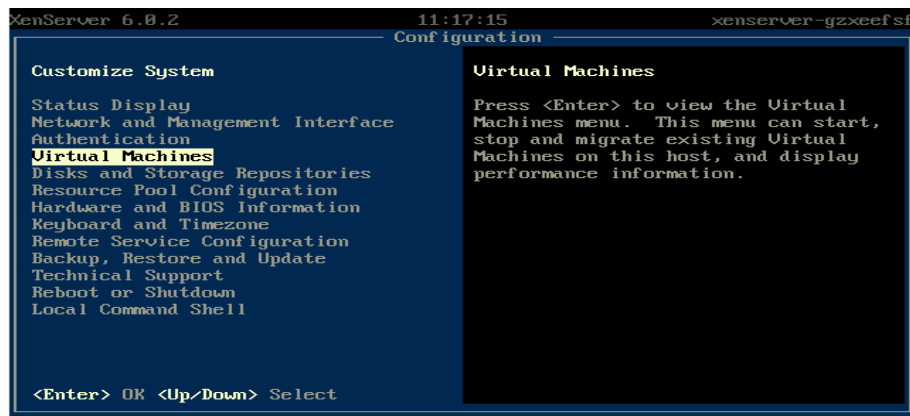 XenServer 6.0.2 11:17:15 xenserver-gzxeefsf
Configuration
Customize System
Status Display
Network and Management Interface
Authentication
Virtual Machines
Disks and Storage Repositories
Resource Pool Configuration
Hardware and BIOS Information
Keyboard and Timezone
Remote Service Configuration
Backup, Restore and Update
Technical Support
Reboot or Shutdown
Local Command Shell
<Enter> OK <Up/Down> Select
Virtual Machines
Press <Enter> to view the Virtual
Machines menu.  This menu can start,
stop and migrate existing Virtual
Machines on this host, and display
performance information.